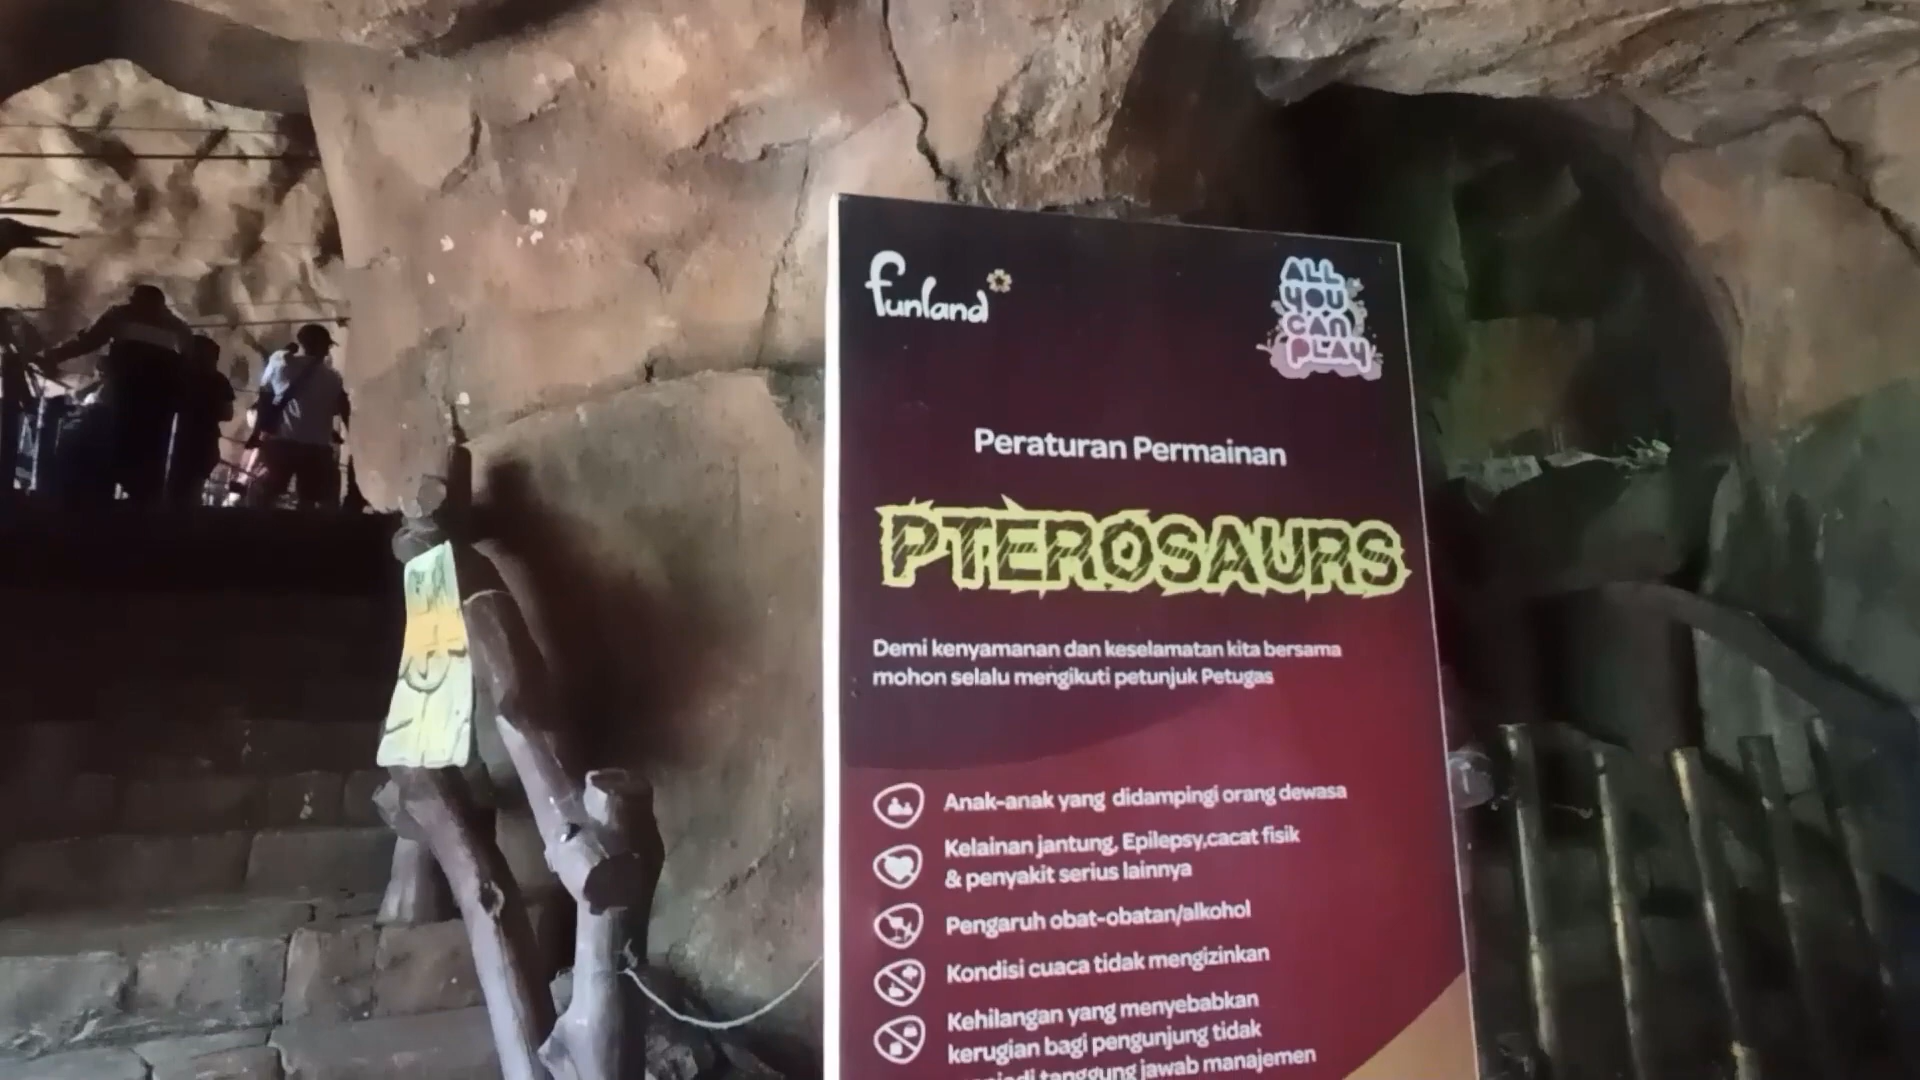 funland
ALL
YOU
CAN
PLAY
Peraturan Permainan
PTEROSAURS
Demi kenyamanan dan keselamatan kita bersama
mohon selalu mengikuti petunjuk Petugas
Anak-anak yang didampingi orang dewasa
Kelainan jantung, Epilepsy,cacat fisik
& penyakit serius lainnya
Pengaruh obat-obatan/alkohol
Kondisi cuaca tidak mengizinkan
Kehilangan yang menyebabkan
kerugian bagi pengunjung tidak
tanggung jawab manajemen